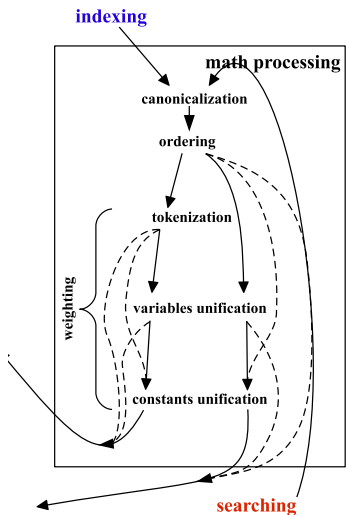 indexing
math processing
canonicalization
ordering
tokenization
weighting
variables unification
constants unification
searching